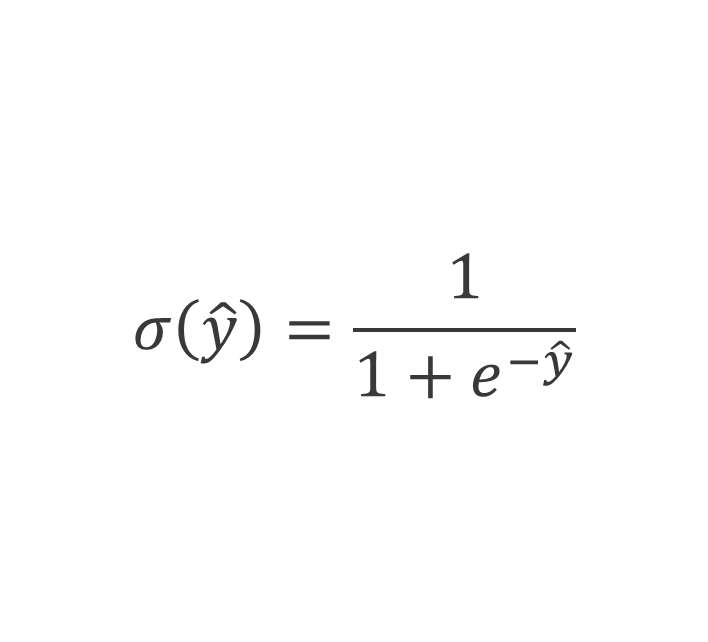 σ(ŷ) = 1 / (1 + e^−ŷ)